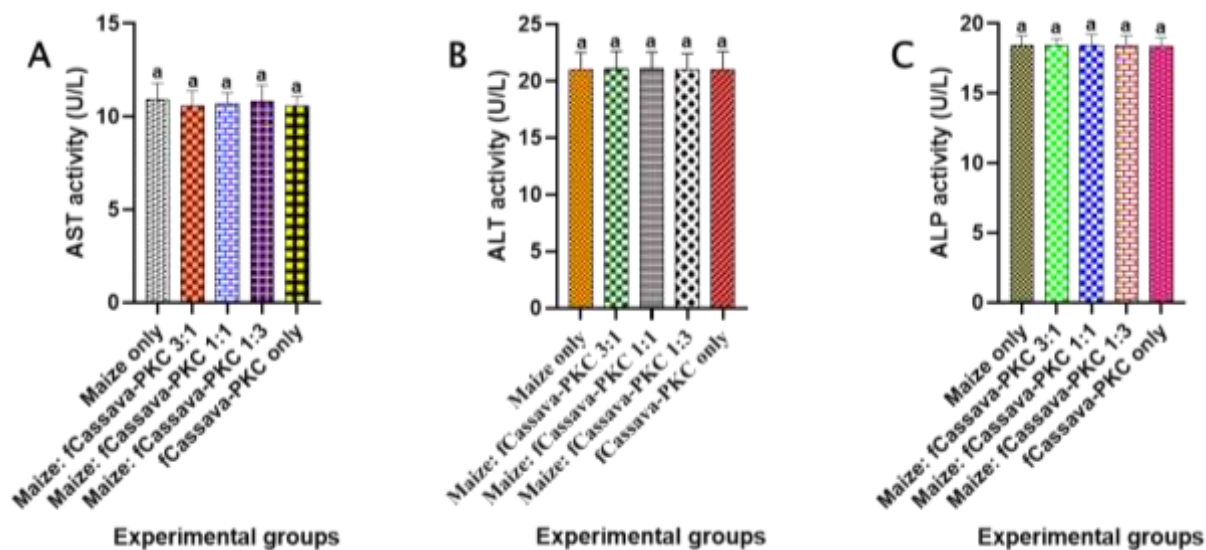 A
AST activity (U/L)
15
10
5
0
a a a a a
Maize only
Maize: fCassava-PKC 3:1
Maize: fCassava-PKC 1:1
Maize: fCassava-PKC 1:3
fCassava-PKC only
Experimental groups
B
ALT activity (U/L)
25
20
15
10
5
0
a a a a a
Maize only
Maize: fCassava-PKC 3:1
Maize: fCassava-PKC 1:1
Maize: fCassava-PKC 1:3
fCassava-PKC only
Experimental groups
C
ALP activity (U/L)
20
15
10
5
0
a a a a a
Maize only
Maize: fCassava-PKC 3:1
Maize: fCassava-PKC 1:1
Maize: fCassava-PKC 1:3
fCassava-PKC only
Experimental groups